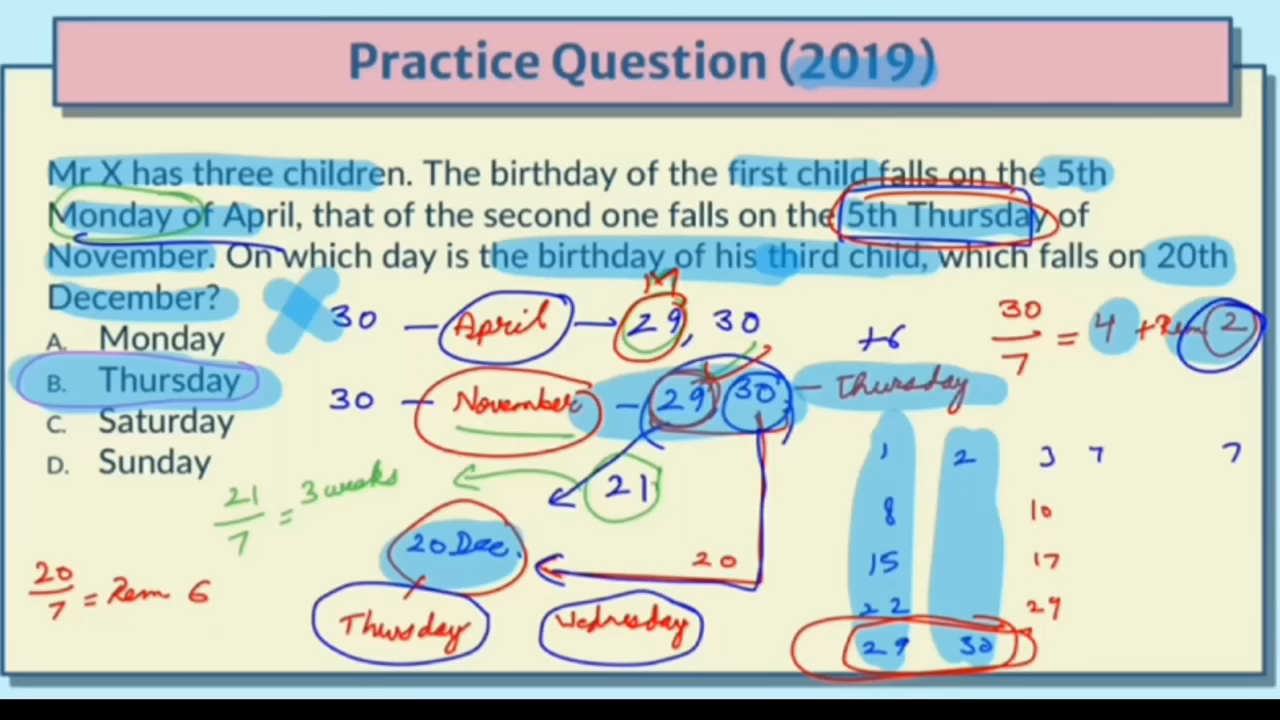 Practice Question (2019)
Mr X has three children. The birthday of the first child falls on the 5th
Monday of April, that of the second one falls on the 5th Thursday of
November. On which day is the birthday of his third child, which falls on 20th
December?
30 — April → 29, 30
M
+6
30/7 = 4 + Rem 2
A. Monday
B. Thursday
30 — November — 29 30 — Thursday
C. Saturday
D. Sunday
1 2 3 7 7
21/7 = 3 weeks
21
8 10
20 Dec.
20
15 17
20/7 = Rem 6
22 24
Thursday
Wednesday
29 30